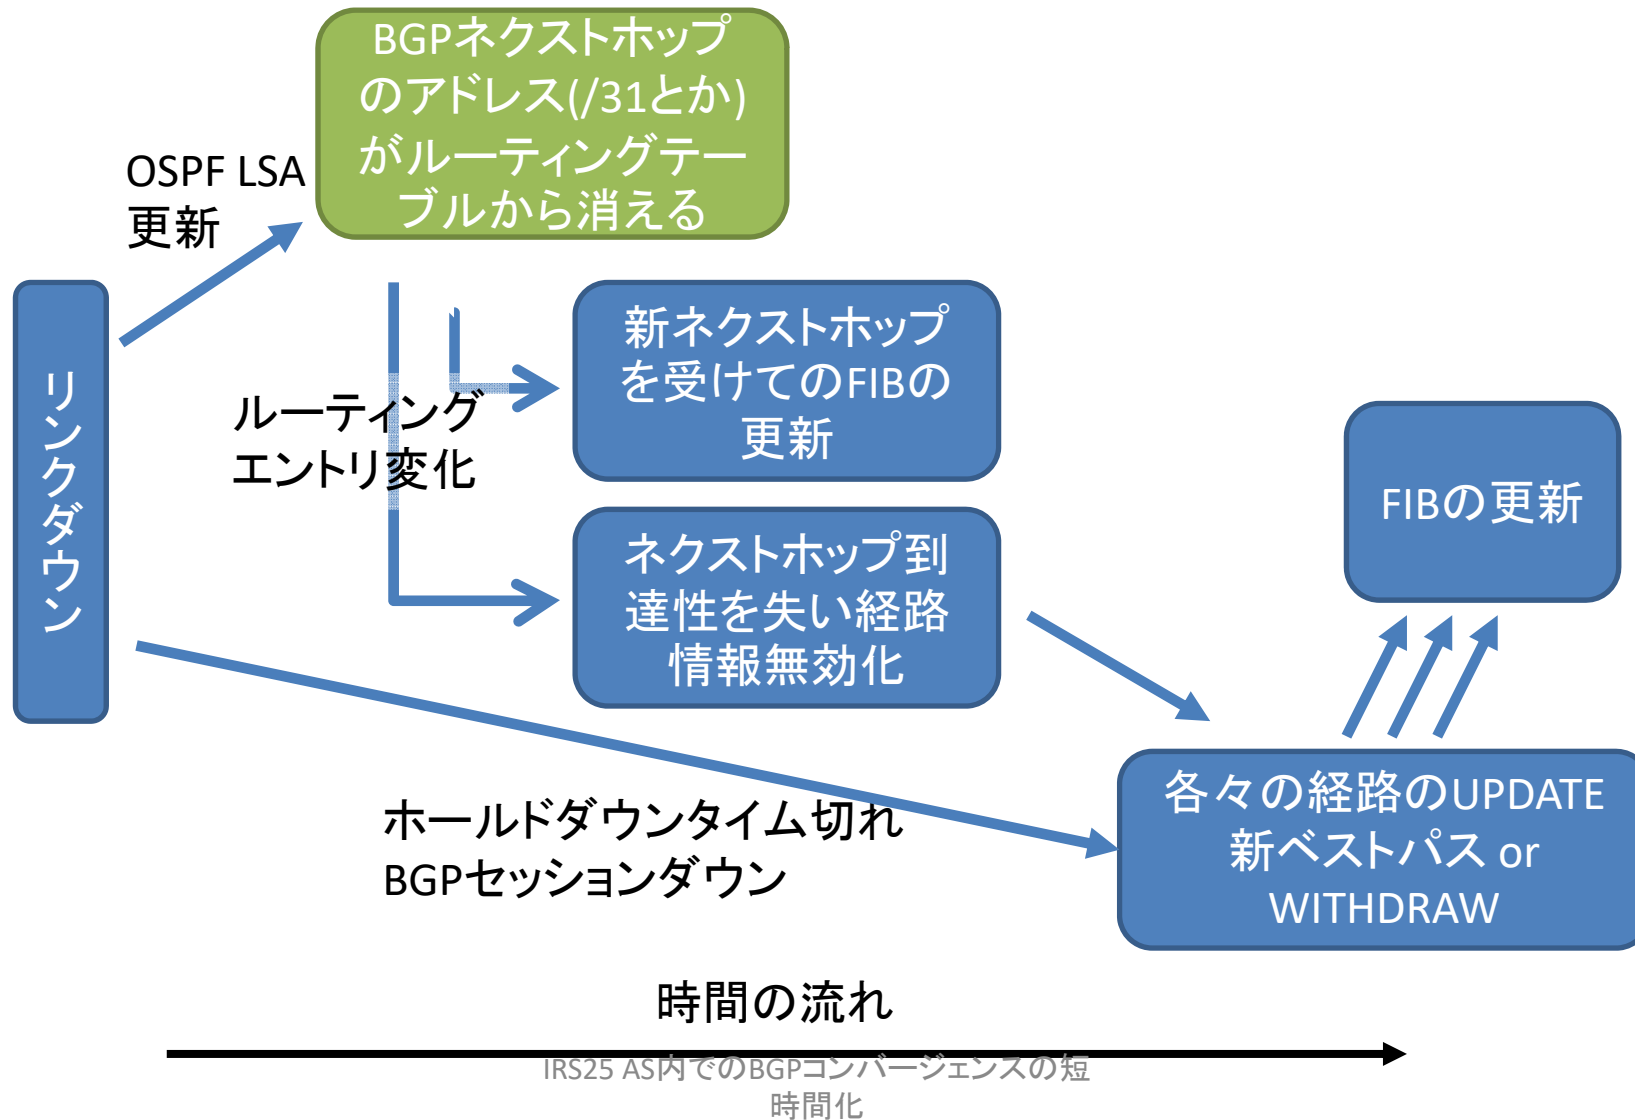 BGPネクストホップ
のアドレス(/31とか)
がルーティングテー
ブルから消える
OSPF LSA
更新
リンクダウン
新ネクストホップ
を受けてのFIBの
更新
ルーティング
エントリ変化
FIBの更新
ネクストホップ到
達性を失い経路
情報無効化
各々の経路のUPDATE
新ベストパス or
WITHDRAW
ホールドダウンタイム切れ
BGPセッションダウン
時間の流れ
IRS25 AS内でのBGPコンバージェンスの短
時間化